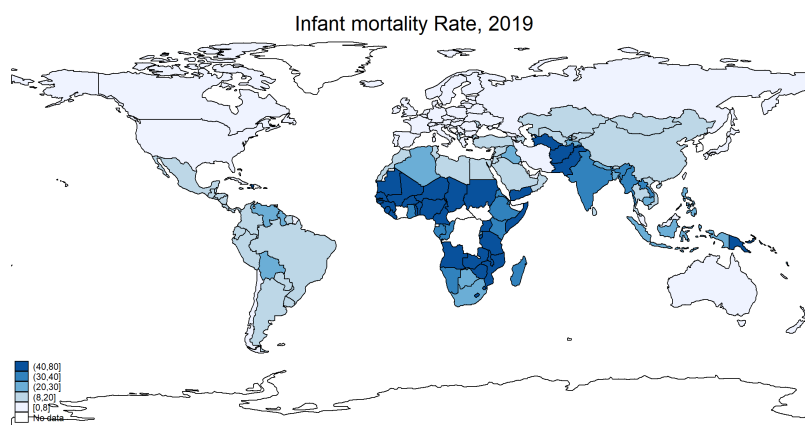 Infant mortality Rate, 2019
(40,80]
(30,40]
(20,30]
(8,20]
[0,8]
No data